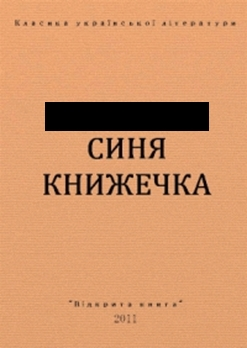 Класика української літератури
СИНЯ
КНИЖЕЧКА
"Відкрита книга"
2011